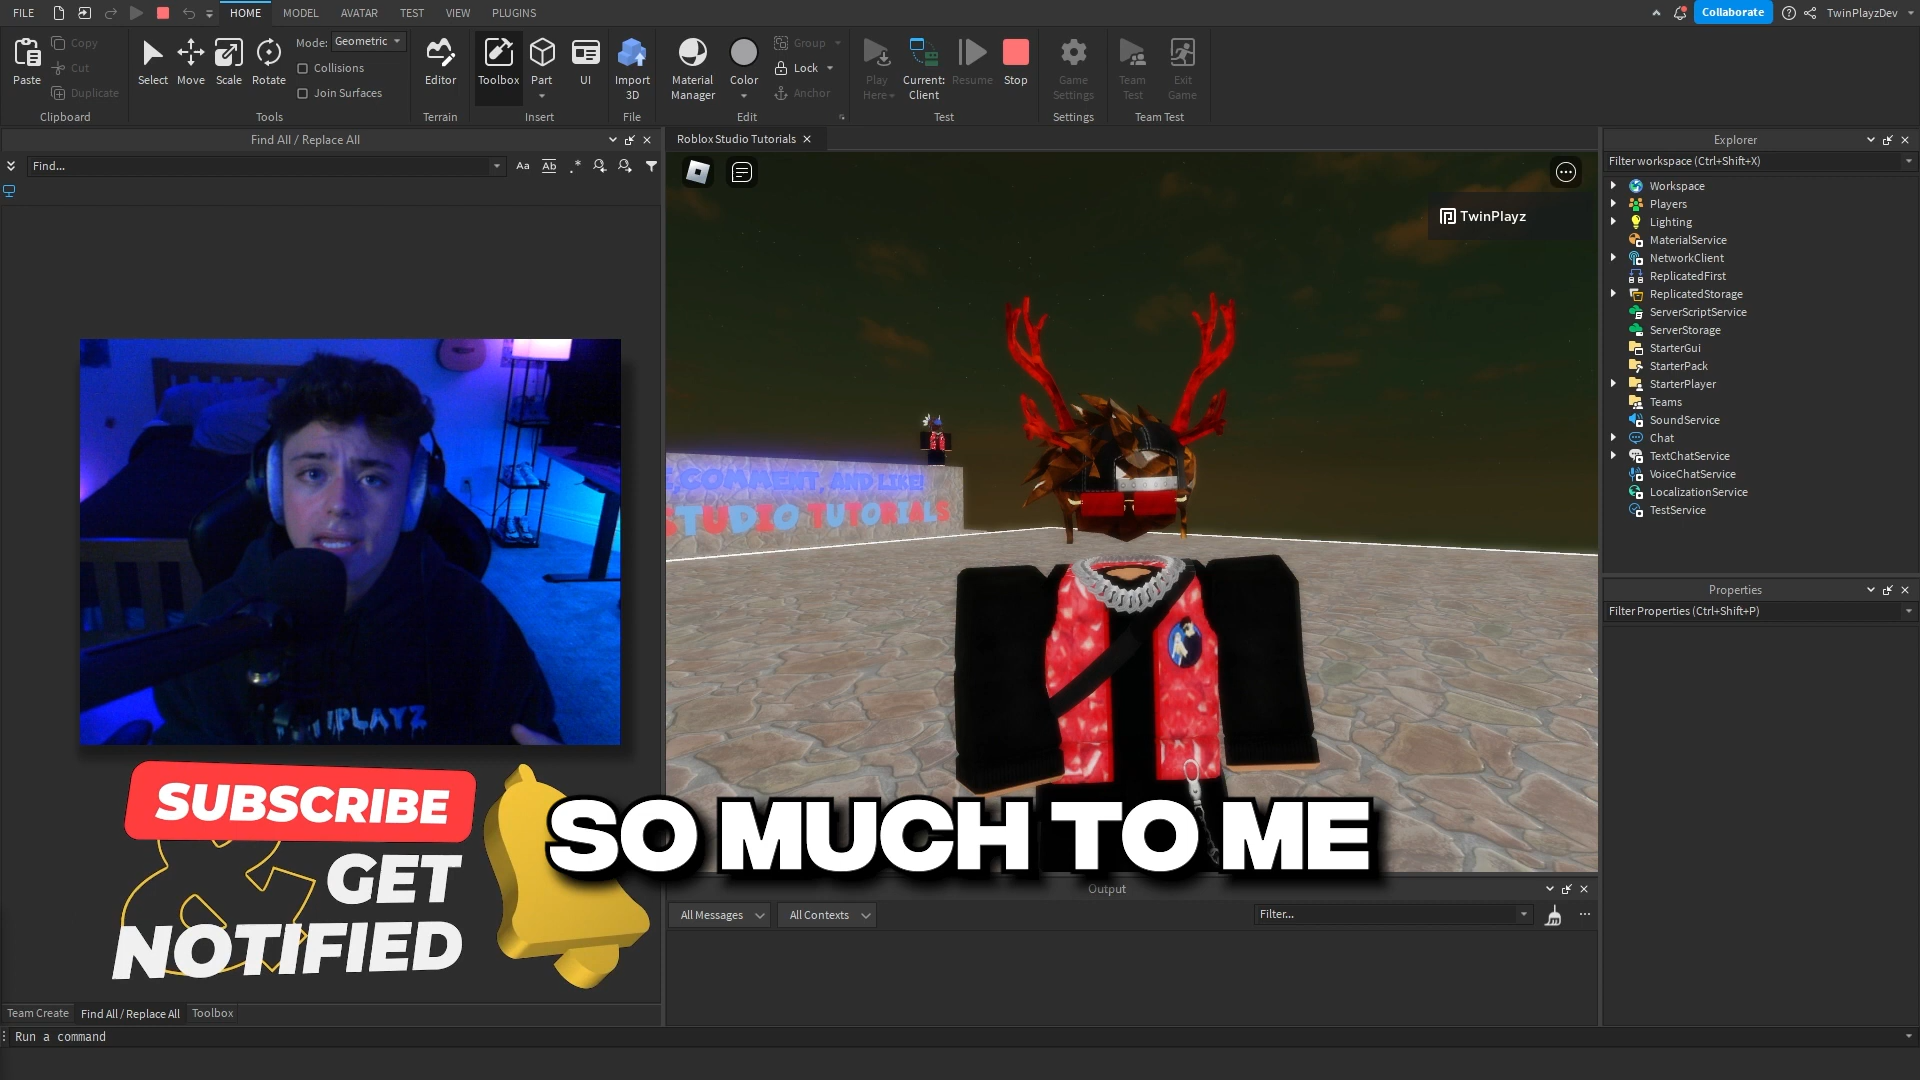 FILE HOME MODEL AVATAR TEST VIEW PLUGINS Collaborate TwinPlayzDev
Paste Copy Cut Duplicate Clipboard
Select Move Scale Rotate Mode: Geometric Collisions Join Surfaces Tools
Editor Terrain
Toolbox Part UI Insert
Import 3D File
Material Manager Color Group Lock Anchor Edit
Play Here Current: Client Resume Stop Test
Game Settings Settings
Team Test Exit Game Team Test
Find All / Replace All
Find...
Aa Ab .*
Roblox Studio Tutorials
TwinPlayz
COMMENT, AND LIKE!
STUDIO TUTORIALS
PLAYZ
SUBSCRIBE
&
GET
NOTIFIED
SO MUCH TO ME
Output
All Messages All Contexts Filter...
Explorer
Filter workspace (Ctrl+Shift+X)
Workspace
Players
Lighting
MaterialService
NetworkClient
ReplicatedFirst
ReplicatedStorage
ServerScriptService
ServerStorage
StarterGui
StarterPack
StarterPlayer
Teams
SoundService
Chat
TextChatService
VoiceChatService
LocalizationService
TestService
Properties
Filter Properties (Ctrl+Shift+P)
Team Create Find All / Replace All Toolbox
Run a command